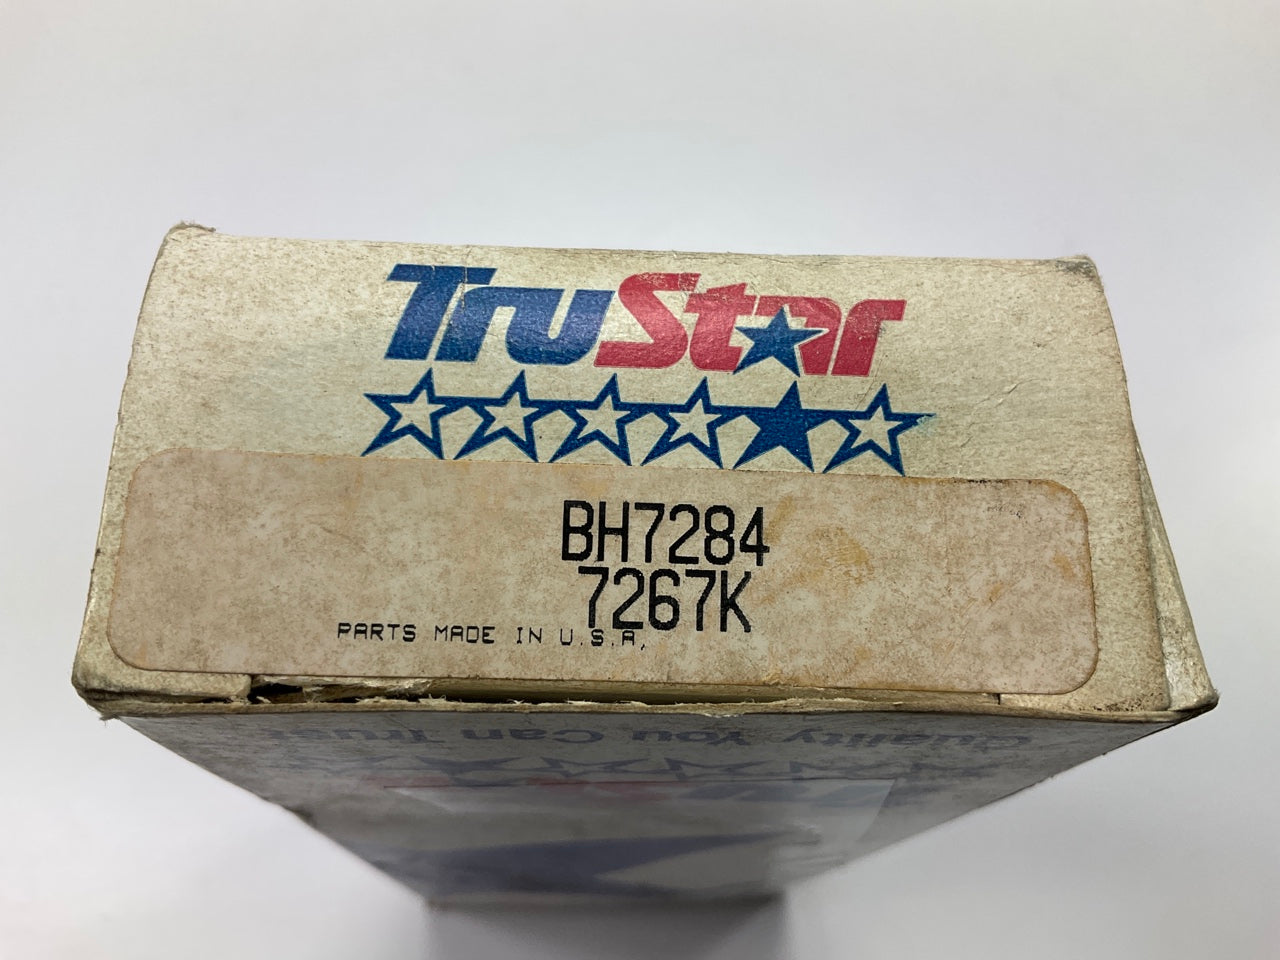 TruStar
BH7284
7267K
PARTS MADE IN U.S.A,
Quality You Can Trust